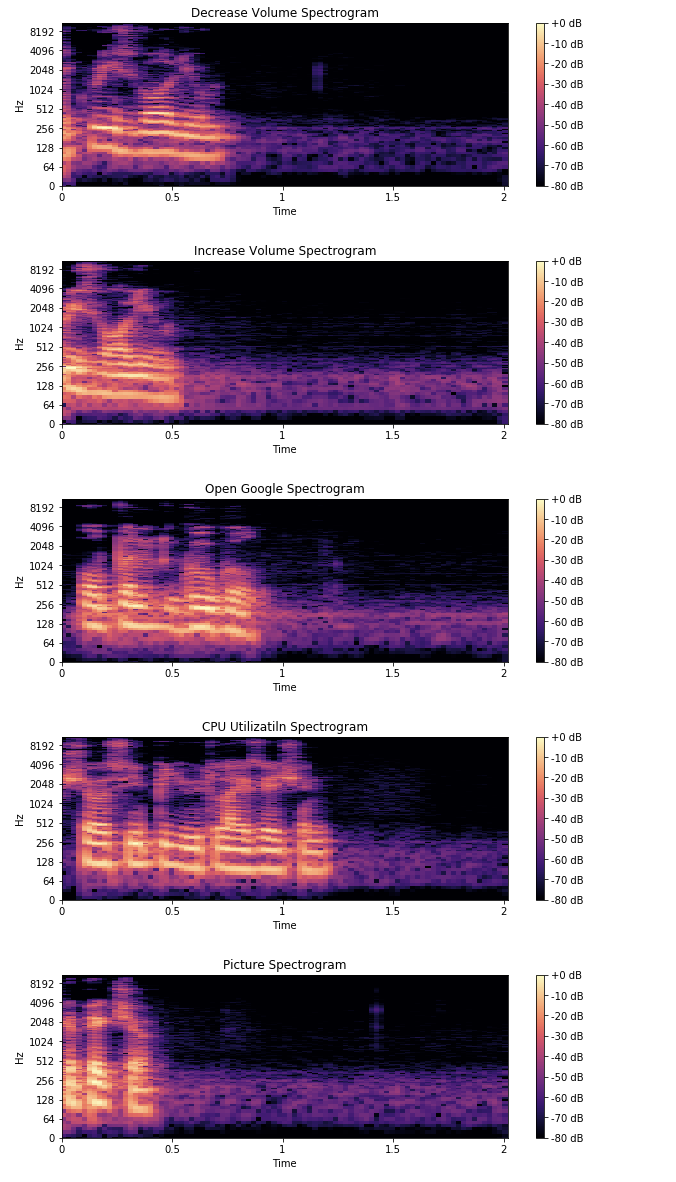 Decrease Volume Spectrogram
8192
4096
2048
1024
512
256
128
64
0
Hz
0
0.5
1
1.5
2
Time
+0 dB
-10 dB
-20 dB
-30 dB
-40 dB
-50 dB
-60 dB
-70 dB
-80 dB
Increase Volume Spectrogram
8192
4096
2048
1024
512
256
128
64
0
Hz
0
0.5
1
1.5
2
Time
+0 dB
-10 dB
-20 dB
-30 dB
-40 dB
-50 dB
-60 dB
-70 dB
-80 dB
Open Google Spectrogram
8192
4096
2048
1024
512
256
128
64
0
Hz
0
0.5
1
1.5
2
Time
+0 dB
-10 dB
-20 dB
-30 dB
-40 dB
-50 dB
-60 dB
-70 dB
-80 dB
CPU Utilizatiln Spectrogram
8192
4096
2048
1024
512
256
128
64
0
Hz
0
0.5
1
1.5
2
Time
+0 dB
-10 dB
-20 dB
-30 dB
-40 dB
-50 dB
-60 dB
-70 dB
-80 dB
Picture Spectrogram
8192
4096
2048
1024
512
256
128
64
0
Hz
0
0.5
1
1.5
2
Time
+0 dB
-10 dB
-20 dB
-30 dB
-40 dB
-50 dB
-60 dB
-70 dB
-80 dB